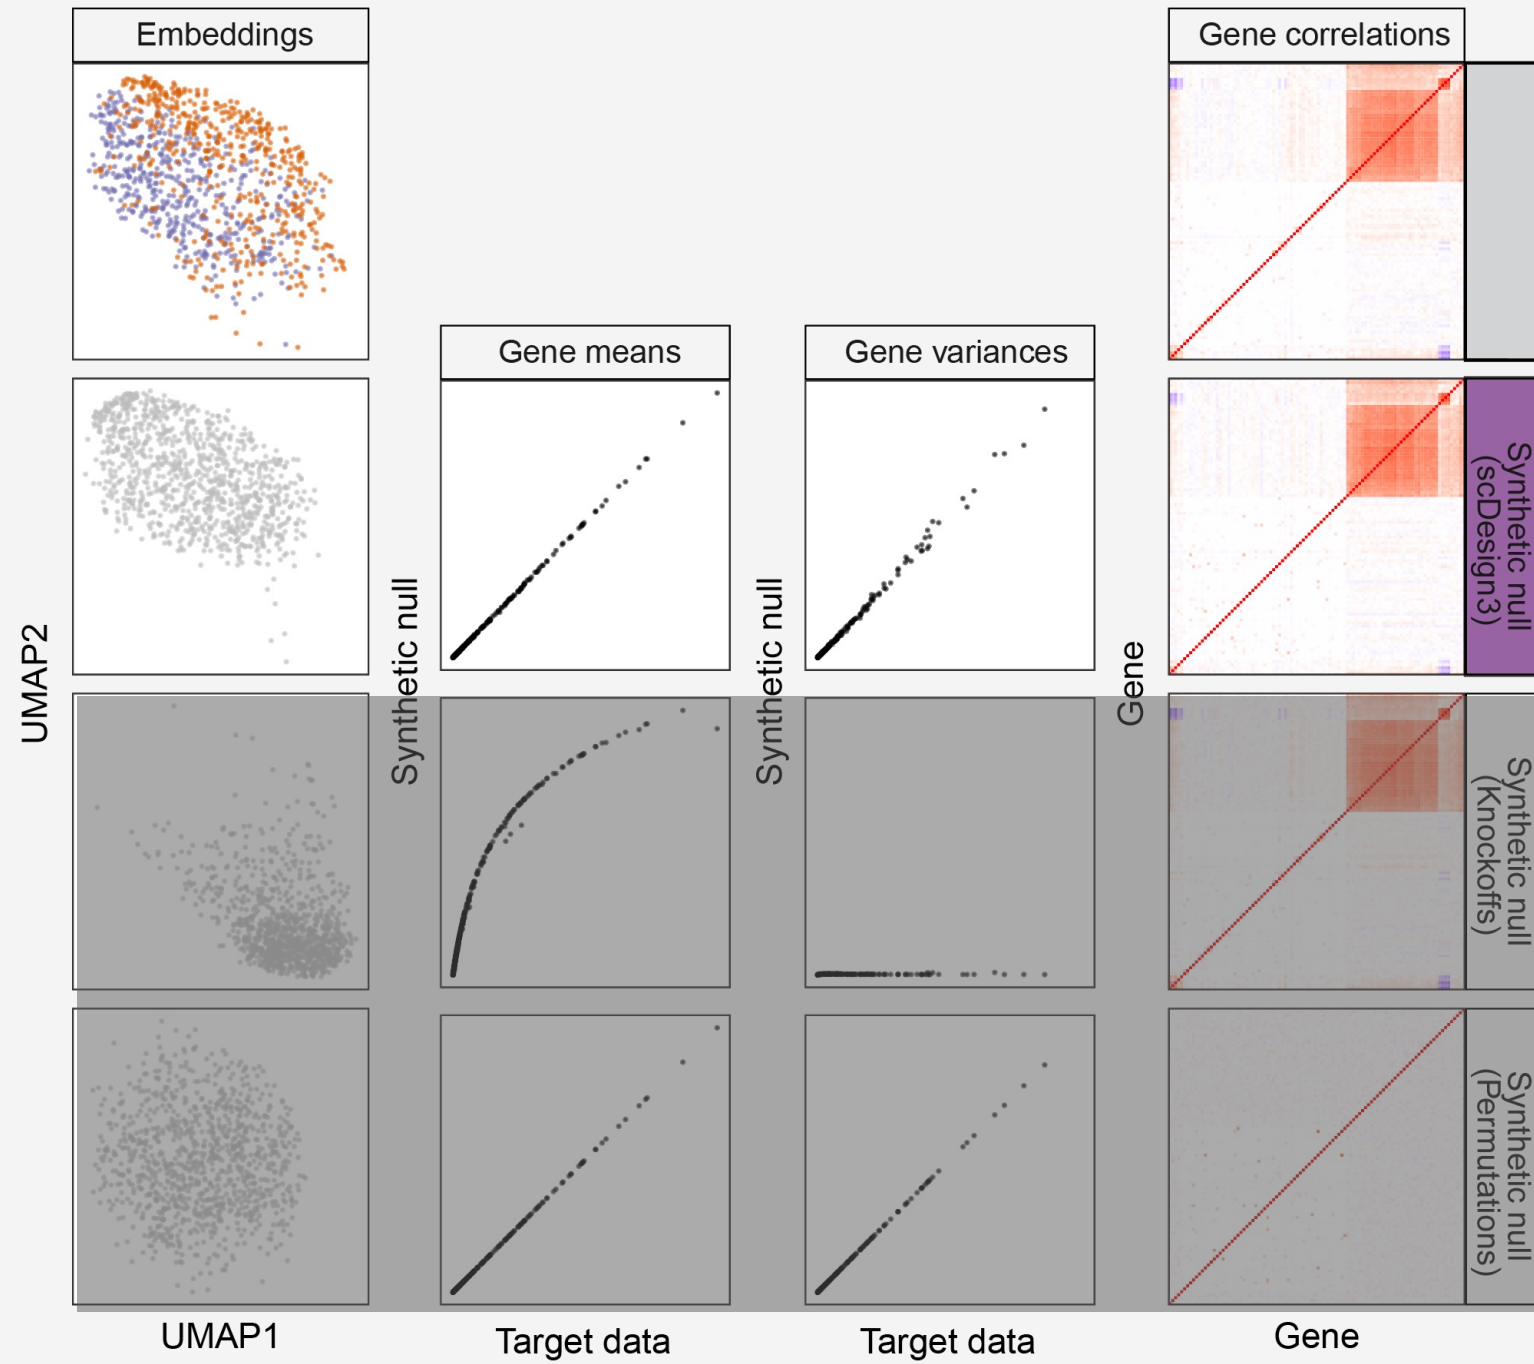 Embeddings
Gene correlations
Gene means
Gene variances
UMAP2
Synthetic null
Synthetic null
Gene
Synthetic null
(scDesign3)
Synthetic null
(Knockoffs)
Synthetic null
(Permutations)
UMAP1
Target data
Target data
Gene